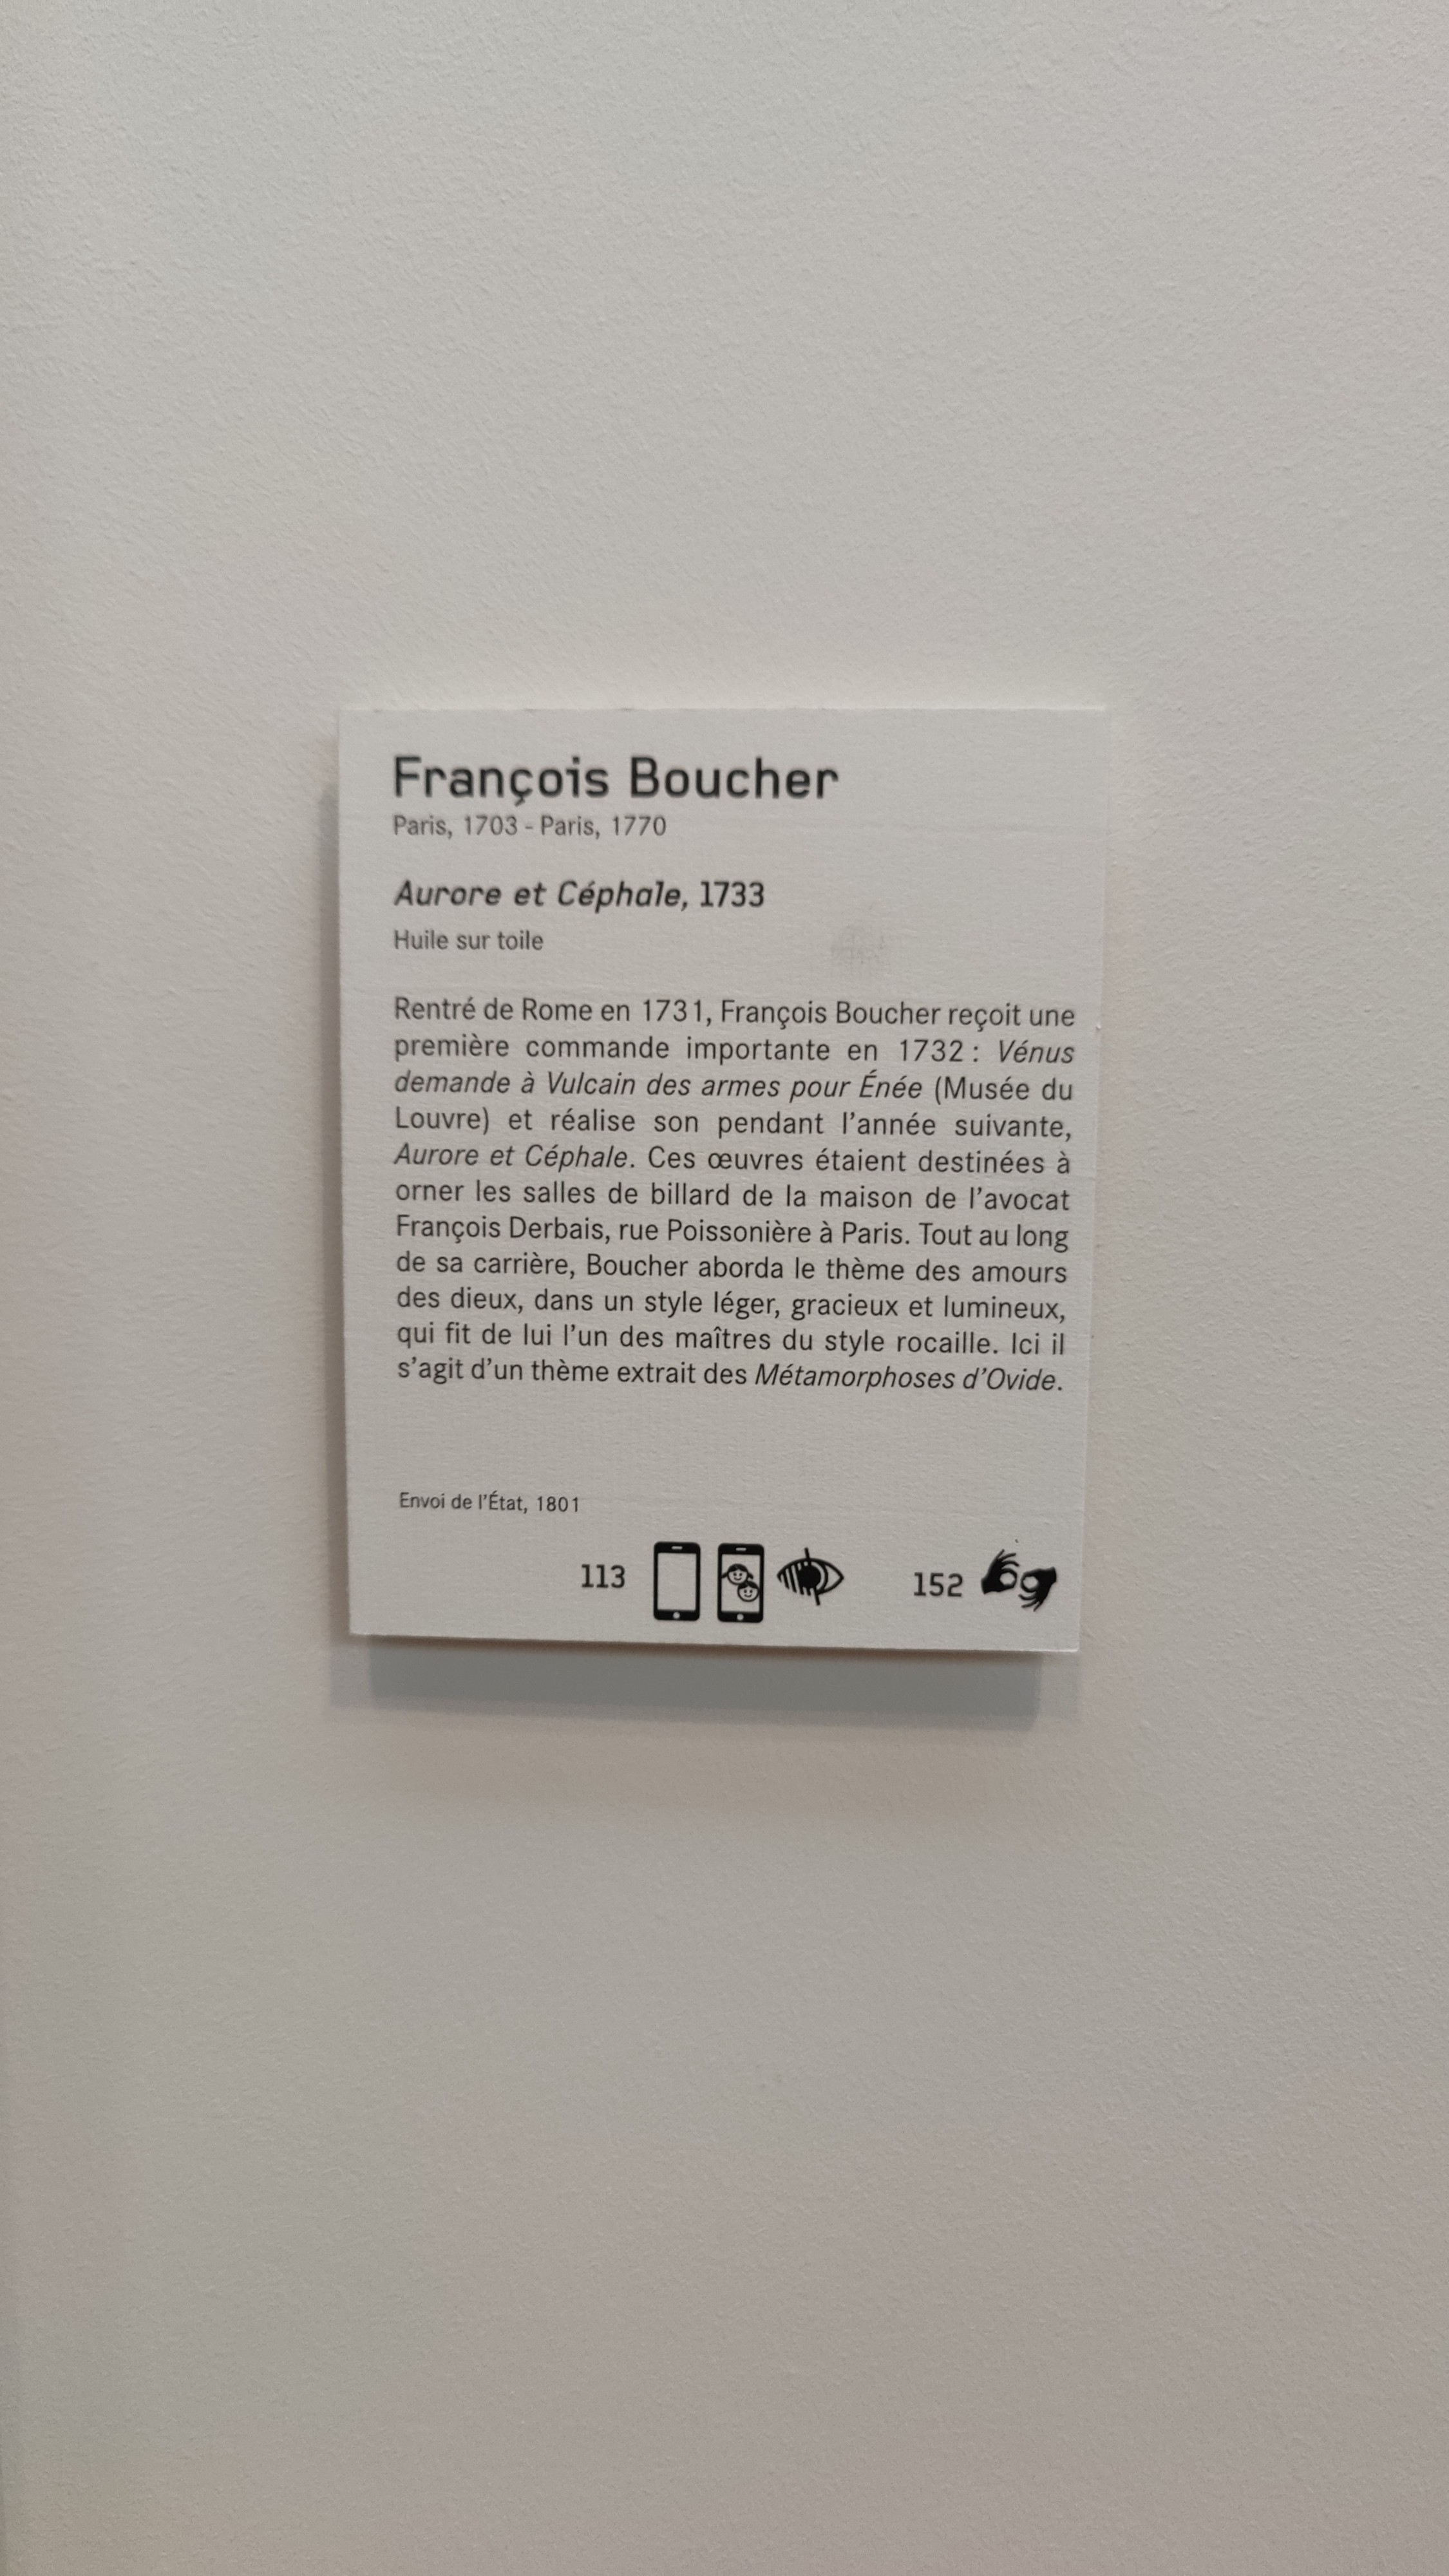 François Boucher
Paris, 1703 - Paris, 1770
Aurore et Céphale, 1733
Huile sur toile
Rentré de Rome en 1731, François Boucher reçoit une
première commande importante en 1732 : Vénus
demande à Vulcain des armes pour Énée (Musée du
Louvre) et réalise son pendant l'année suivante,
Aurore et Céphale. Ces œuvres étaient destinées à
orner les salles de billard de la maison de l'avocat
François Derbais, rue Poissonière à Paris. Tout au long
de sa carrière, Boucher aborda le thème des amours
des dieux, dans un style léger, gracieux et lumineux,
qui fit de lui l'un des maîtres du style rocaille. Ici il
s'agit d'un thème extrait des Métamorphoses d'Ovide.
Envoi de l'État, 1801
113 152